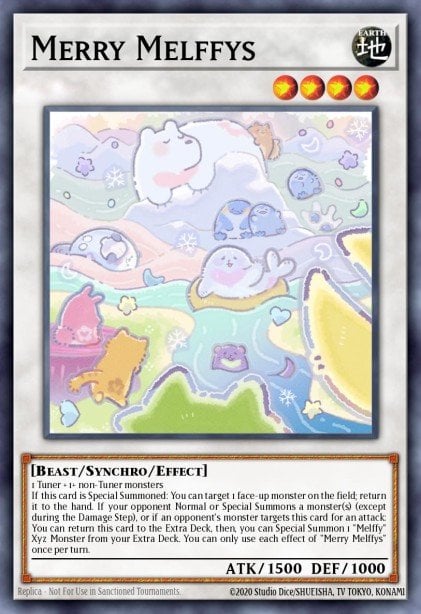 MERRY MELFFYS
EARTH
地
[BEAST/SYNCHRO/EFFECT]
1 Tuner +1+ non-Tuner monsters
If this card is Special Summoned: You can target 1 face-up monster on the field; return
it to the hand. If your opponent Normal or Special Summons a monster(s) (except
during the Damage Step), or if an opponent's monster targets this card for an attack:
You can return this card to the Extra Deck, then, you can Special Summon 1 "Melffy"
Xyz Monster from your Extra Deck. You can only use each effect of "Merry Melffys"
once per turn.
ATK/1500 DEF/1000
Replica - Not For Use in Sanctioned Tournaments. ©2020 Studio Dice/SHUEISHA, TV TOKYO, KONAMI